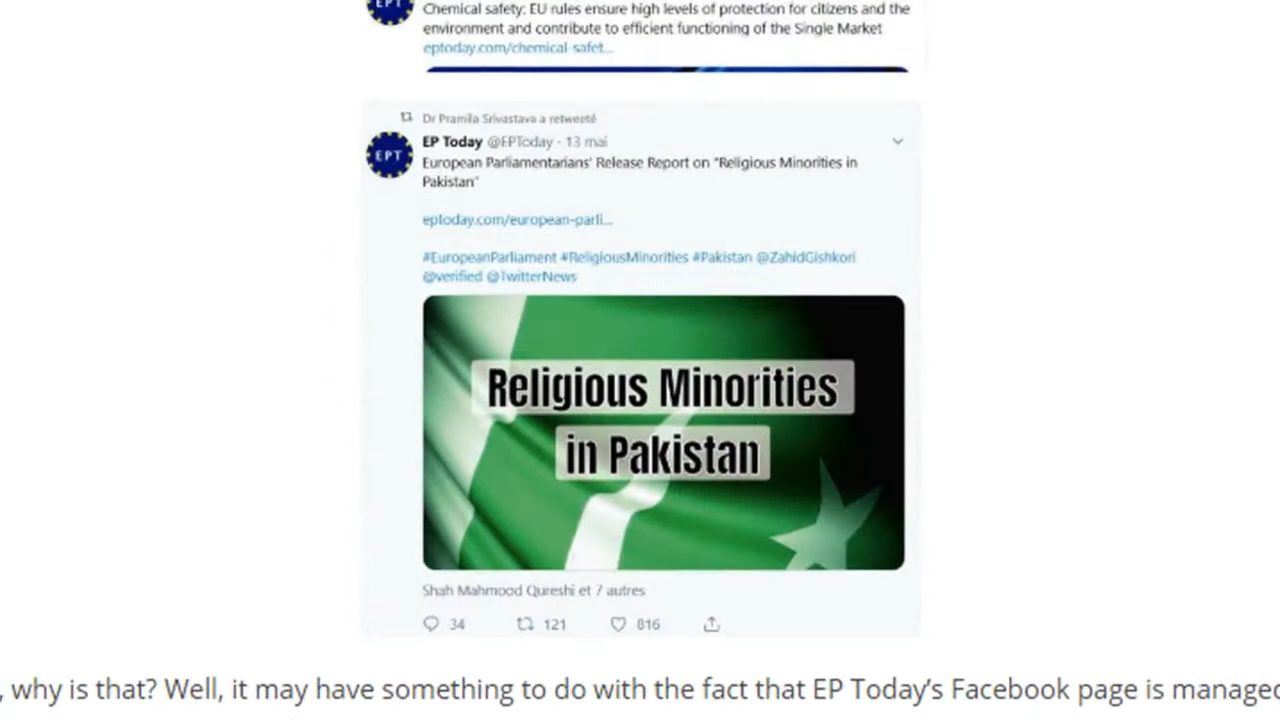 EPT
Chemical safety: EU rules ensure high levels of protection for citizens and the
environment and contribute to efficient functioning of the Single Market
eptoday.com/chemical-safet...
Dr Pramila Srivastava a retweeté
EP Today @EPToday · 13 mai
EPT
European Parliamentarians' Release Report on "Religious Minorities in
Pakistan"
eptoday.com/european-parli...
#EuropeanParliament #ReligiousMinorities #Pakistan @ZahidGishkori
@verified @TwitterNews
Religious Minorities
in Pakistan
Shah Mahmood Qureshi et 7 autres
34 121 816
, why is that? Well, it may have something to do with the fact that EP Today's Facebook page is managed